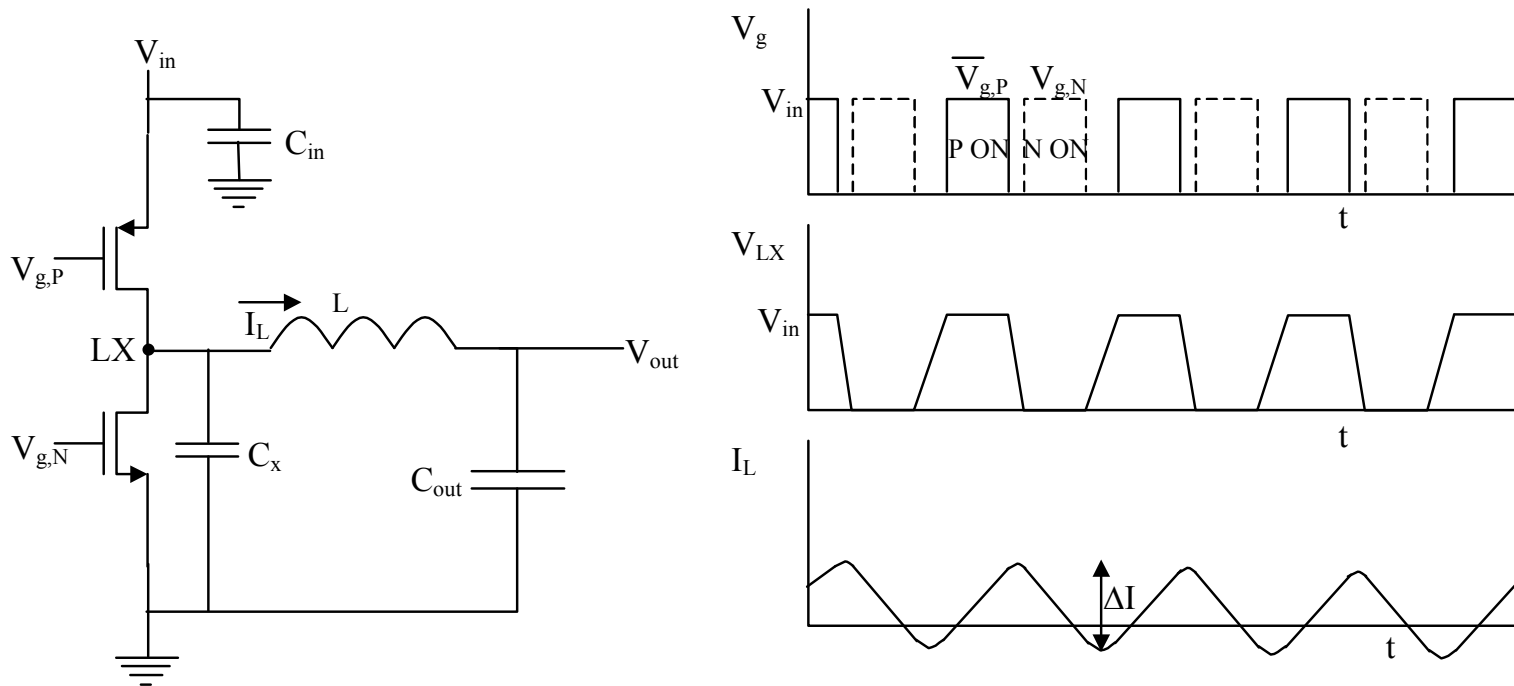 V_in
C_in
V_g,P
L
I_L
LX
V_out
V_g,N
C_x
C_out
V_g
V̅_g,P V_g,N
V_in
P ON N ON
t
V_LX
V_in
t
I_L
ΔI
t